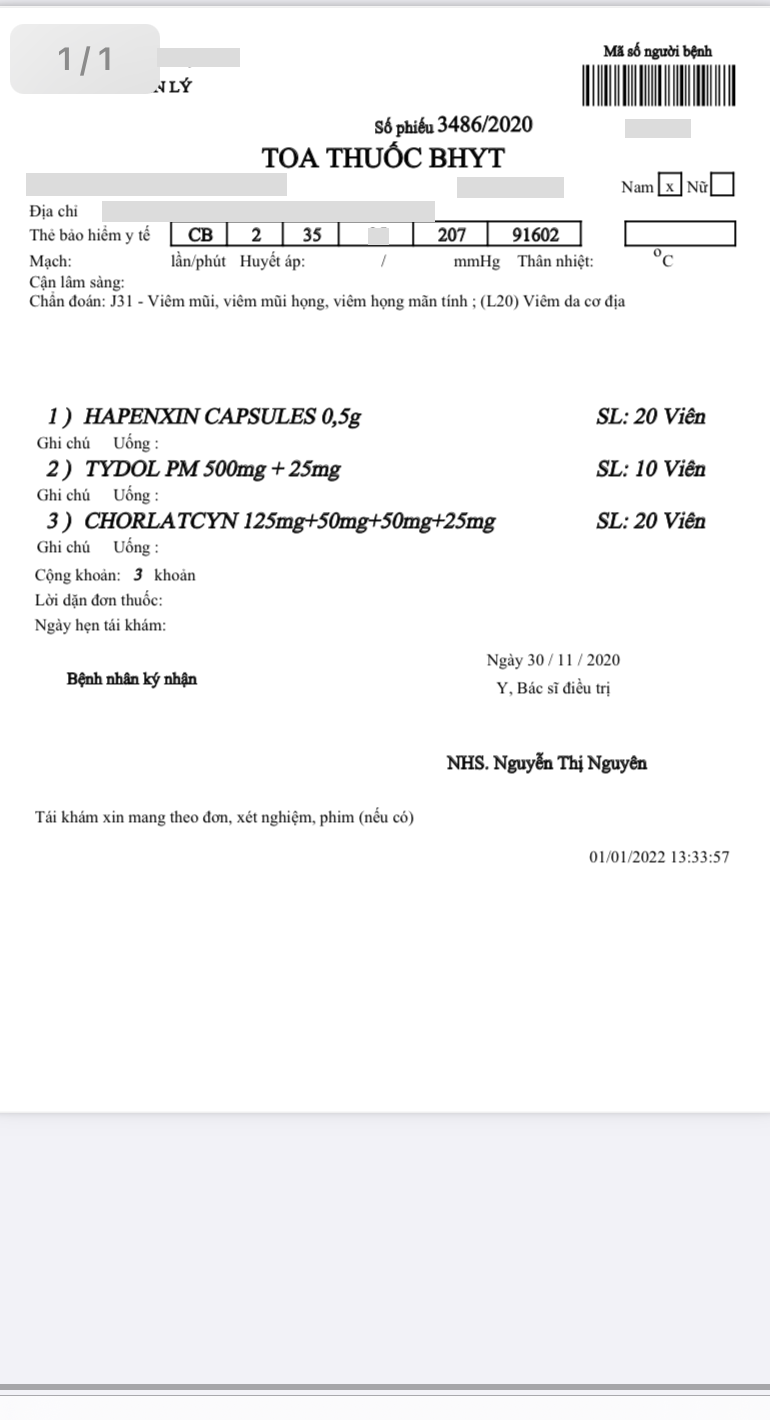 1/1
Mã số người bệnh
LÝ
Số phiếu 3486/2020
TOA THUỐC BHYT
Nam x Nữ
Địa chỉ
Thẻ bảo hiểm y tế CB 2 35 207 91602
Mạch: lần/phút Huyết áp: / mmHg Thân nhiệt: °C
Cận lâm sàng:
Chẩn đoán: J31 - Viêm mũi, viêm mũi họng, viêm họng mãn tính ; (L20) Viêm da cơ địa
1 ) HAPENXIN CAPSULES 0,5g SL: 20 Viên
Ghi chú Uống :
2 ) TYDOL PM 500mg + 25mg SL: 10 Viên
Ghi chú Uống :
3 ) CHORLATCYN 125mg+50mg+50mg+25mg SL: 20 Viên
Ghi chú Uống :
Cộng khoản: 3 khoản
Lời dặn đơn thuốc:
Ngày hẹn tái khám:
Ngày 30 / 11 / 2020
Bệnh nhân ký nhận
Y, Bác sĩ điều trị
NHS. Nguyễn Thị Nguyên
Tái khám xin mang theo đơn, xét nghiệm, phim (nếu có)
01/01/2022 13:33:57